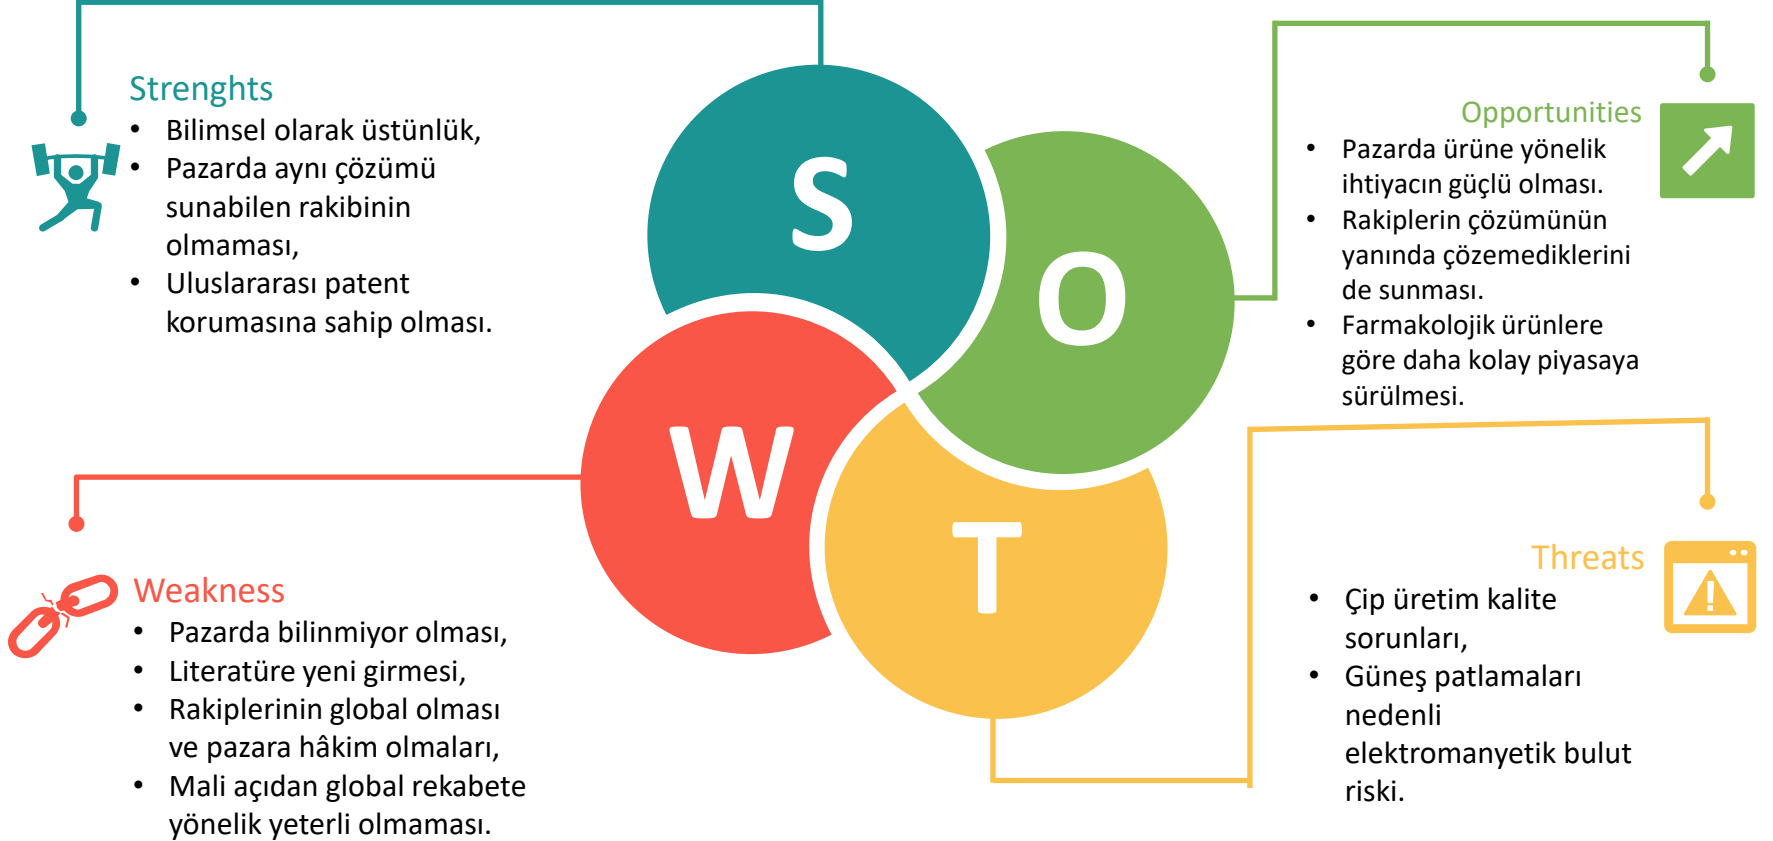 Strenghts
• Bilimsel olarak üstünlük,
• Pazarda aynı çözümü
sunabilen rakibinin
olmaması,
• Uluslararası patent
korumasına sahip olması.
S
O
W
T
Opportunities
• Pazarda ürüne yönelik
ihtiyacın güçlü olması.
• Rakiplerin çözümünün
yanında çözemediklerini
de sunması.
• Farmakolojik ürünlere
göre daha kolay piyasaya
sürülmesi.
Weakness
• Pazarda bilinmiyor olması,
• Literatüre yeni girmesi,
• Rakiplerinin global olması
ve pazara hâkim olmaları,
• Mali açıdan global rekabete
yönelik yeterli olmaması.
Threats
• Çip üretim kalite
sorunları,
• Güneş patlamaları
nedenli
elektromanyetik bulut
riski.